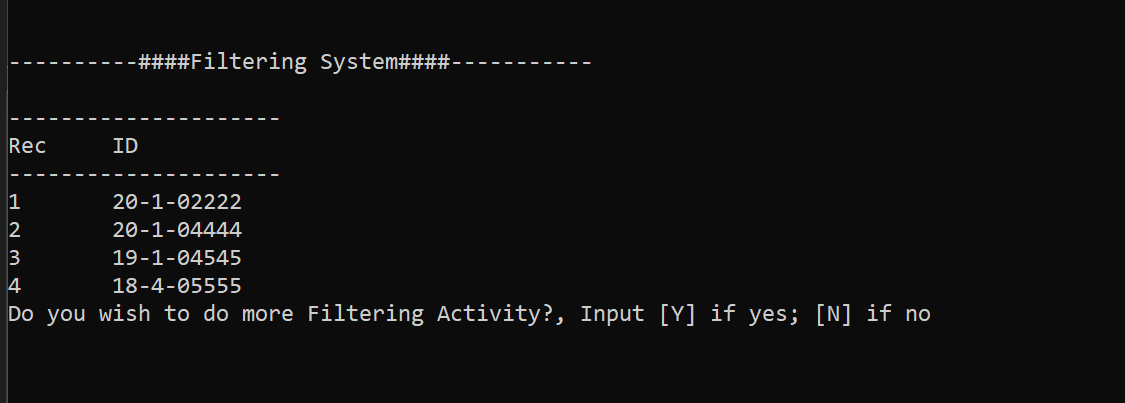 ----------####Filtering System####-----------
---------------------
Rec ID
---------------------
1 20-1-02222
2 20-1-04444
3 19-1-04545
4 18-4-05555
Do you wish to do more Filtering Activity?, Input [Y] if yes; [N] if no